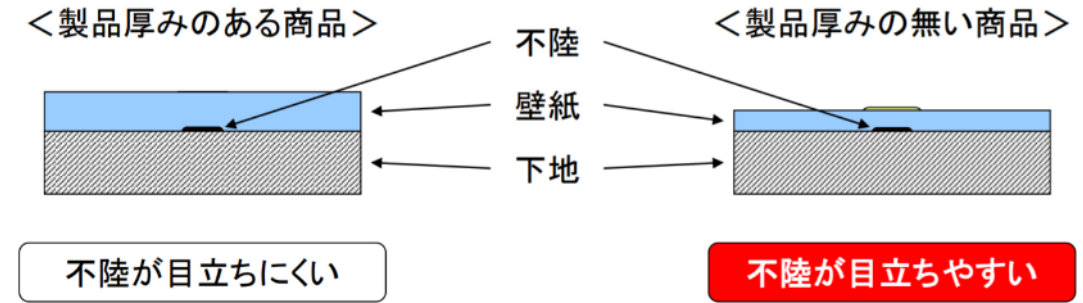 ＜製品厚みのある商品＞
＜製品厚みの無い商品＞
不陸
壁紙
下地
不陸が目立ちにくい
不陸が目立ちやすい